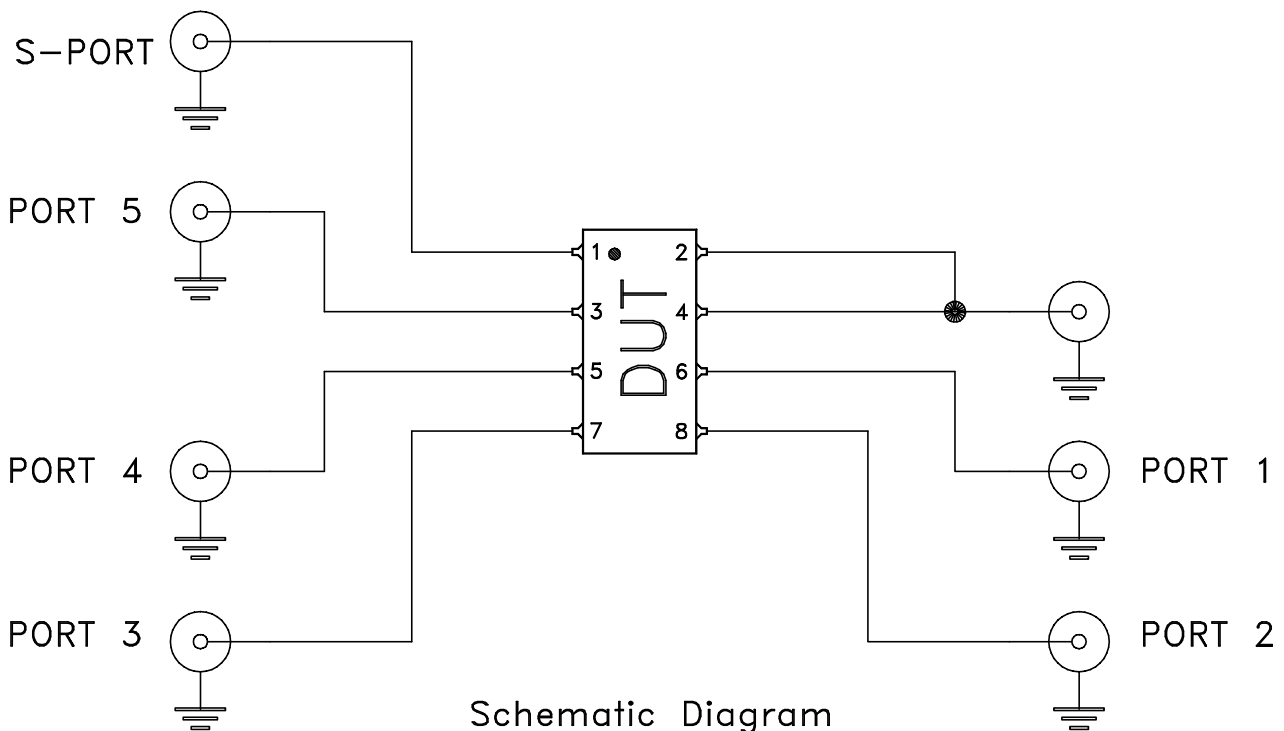 S-PORT
PORT 5
1
2
3
4
5
6
7
8
DUT
PORT 4
PORT 1
PORT 3
PORT 2
Schematic Diagram